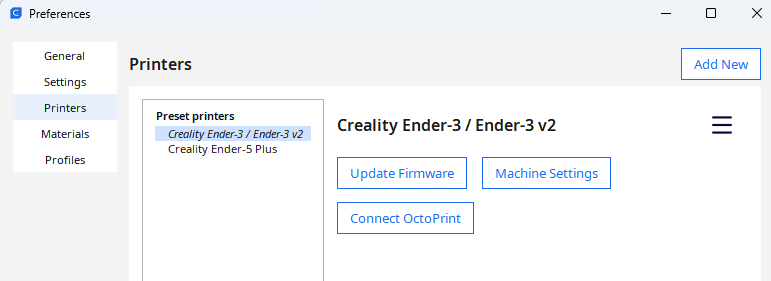 Preferences
General
Settings
Printers
Materials
Profiles
Printers
Add New
Preset printers
Creality Ender-3 / Ender-3 v2
Creality Ender-5 Plus
Creality Ender-3 / Ender-3 v2
Update Firmware
Machine Settings
Connect OctoPrint